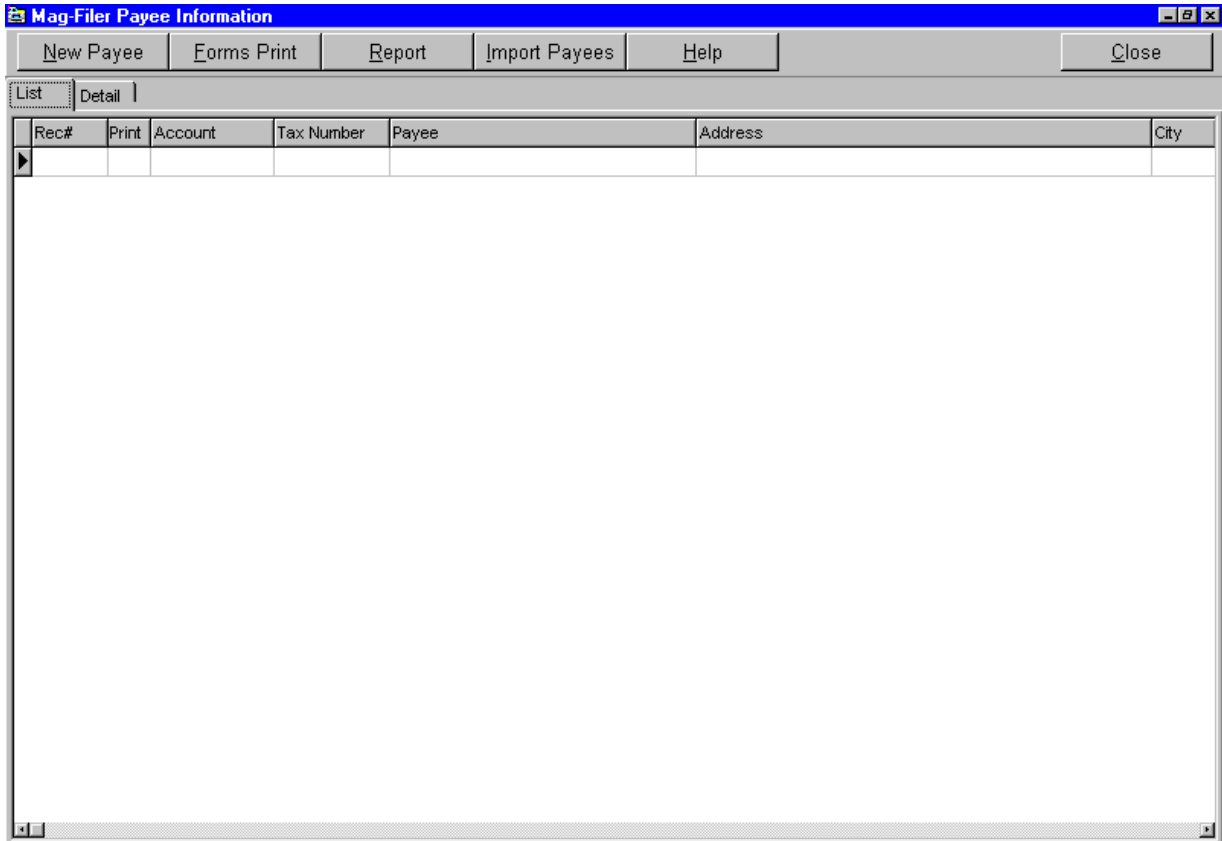 Mag-Filer Payee Information
New Payee Forms Print Report Import Payees Help Close
List Detail
Rec# Print Account Tax Number Payee Address City